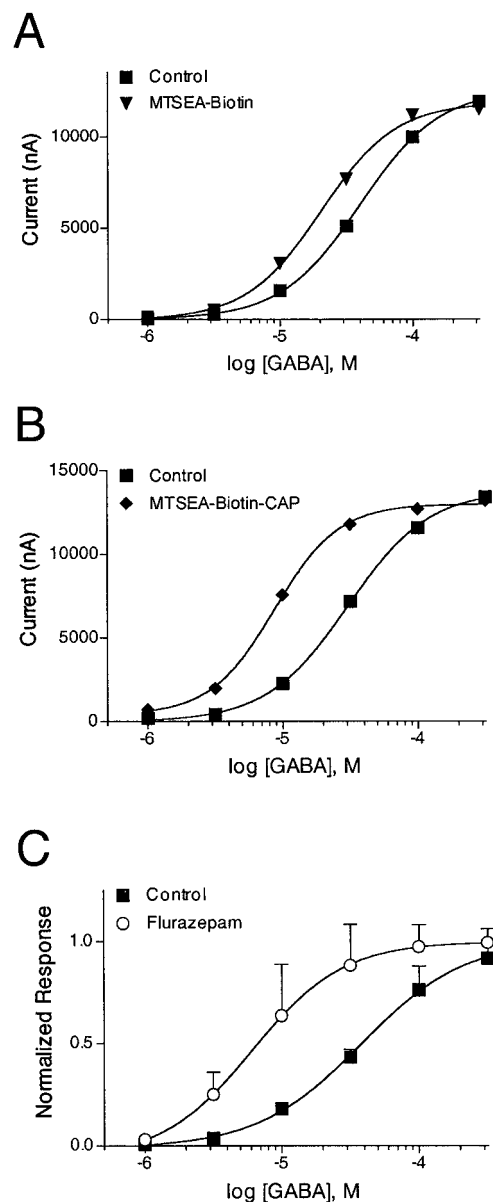 A
Control
MTSEA-Biotin
10000
5000
0
Current (nA)
-6 -5 -4
log [GABA], M
B
15000
Control
MTSEA-Biotin-CAP
10000
5000
0
Current (nA)
-6 -5 -4
log [GABA], M
C
Control
Flurazepam
1.0
0.5
0.0
Normalized Response
-6 -5 -4
log [GABA], M